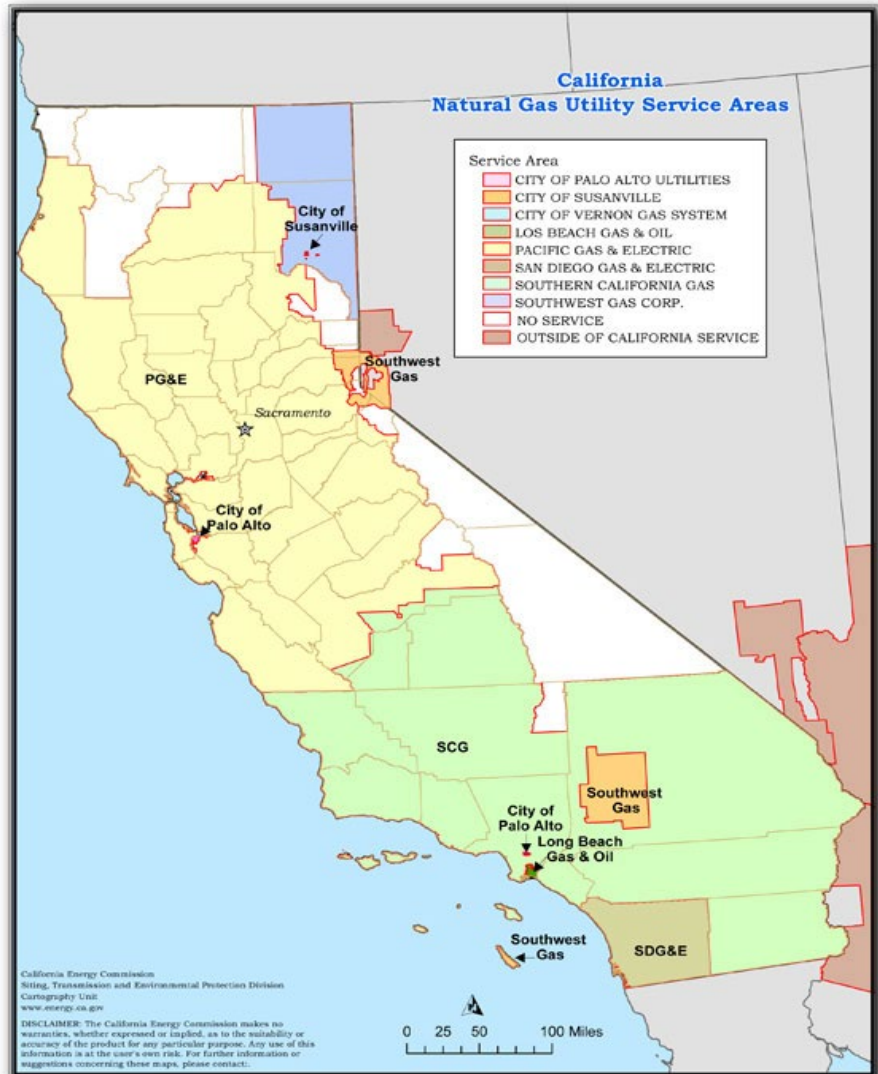 California
Natural Gas Utility Service Areas
Service Area
CITY OF PALO ALTO ULTILITIES
CITY OF SUSANVILLE
CITY OF VERNON GAS SYSTEM
LOS BEACH GAS & OIL
PACIFIC GAS & ELECTRIC
SAN DIEGO GAS & ELECTRIC
SOUTHERN CALIFORNIA GAS
SOUTHWEST GAS CORP.
NO SERVICE
OUTSIDE OF CALIFORNIA SERVICE
City of
Susanville
Southwest
Gas
PG&E
Sacramento
City of
Palo Alto
SCG
Southwest
Gas
City of
Palo Alto
Long Beach
Gas & Oil
Southwest
Gas
SDG&E
California Energy Commission
Siting, Transmission and Environmental Protection Division
Cartography Unit
www.energy.ca.gov
DISCLAIMER: The California Energy Commission makes no
warranties, whether expressed or implied, as to the suitability or
accuracy of the product for any particular purpose. Any use of this
information is at the user's own risk. For further information or
suggestions concerning these maps, please contact:.
0 25 50 100 Miles